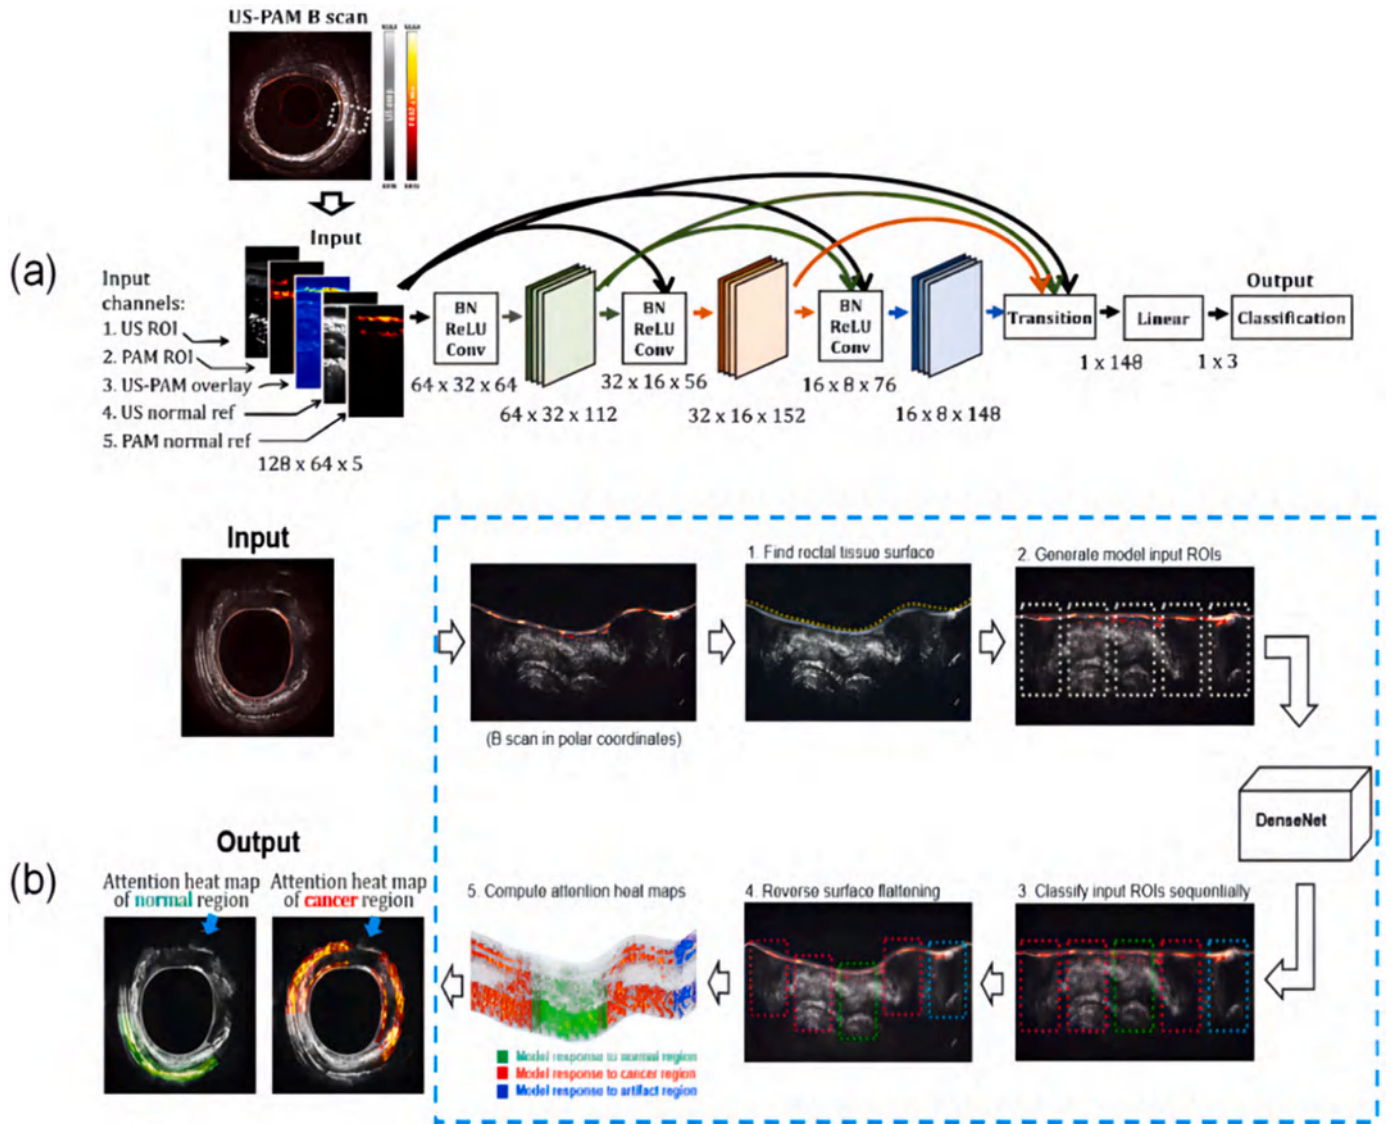 US-PAM B scan
Input
(a)
Input
channels:
1. US ROI
2. PAM ROI
3. US-PAM overlay
4. US normal ref
5. PAM normal ref
128 x 64 x 5
BN
ReLU
Conv
64 x 32 x 64
64 x 32 x 112
BN
ReLU
Conv
32 x 16 x 56
32 x 16 x 152
BN
ReLU
Conv
16 x 8 x 76
16 x 8 x 148
Transition
1 x 148
Linear
1 x 3
Output
Classification
Input
(B scan in polar coordinates)
1. Find rectal tissue surface
2. Generate model input ROIs
DenseNet
(b)
Output
Attention heat map
of normal region
Attention heat map
of cancer region
5. Compute attention heat maps
4. Reverse surface flattening
3. Classify input ROIs sequentially
Model response to normal region
Model response to cancer region
Model response to artifact region